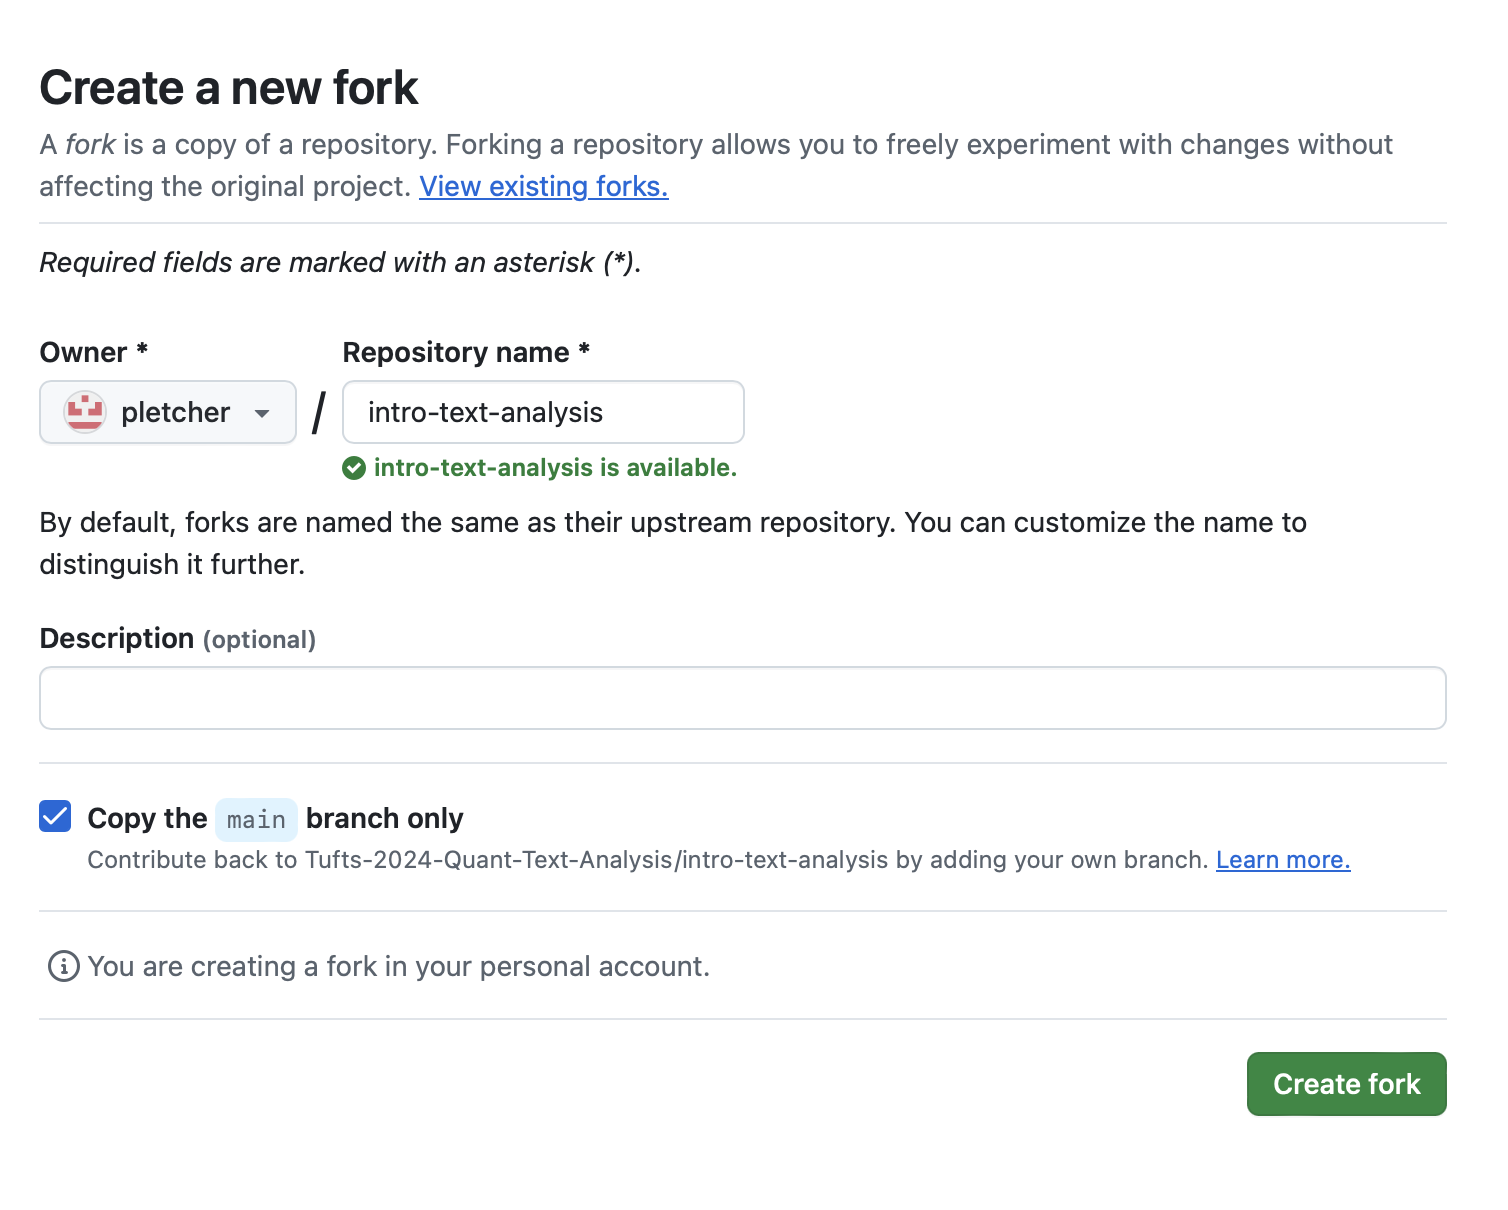 Create a new fork
A fork is a copy of a repository. Forking a repository allows you to freely experiment with changes without
affecting the original project. View existing forks.
Required fields are marked with an asterisk (*).
Owner * Repository name *
pletcher / intro-text-analysis
intro-text-analysis is available.
By default, forks are named the same as their upstream repository. You can customize the name to
distinguish it further.
Description (optional)
Copy the main branch only
Contribute back to Tufts-2024-Quant-Text-Analysis/intro-text-analysis by adding your own branch. Learn more.
You are creating a fork in your personal account.
Create fork